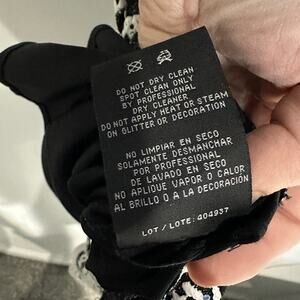 DO NOT DRY CLEAN
SPOT CLEAN ONLY
BY PROFESSIONAL
DRY CLEANER
DO NOT APPLY HEAT OR STEAM
ON GLITTER OR DECORATION
NO LIMPIAR EN SECO
SOLAMENTE DESMANCHAR
POR PROFESSIONAL
DE LAVADO EN SECO
NO APLIQUE VAPOR O CALOR
AL BRILLO O A LA DECORACIÓN
LOT / LOTE: 404937